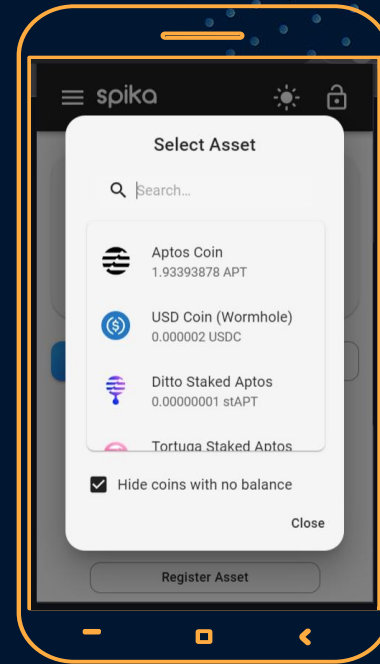 spika
Select Asset
Search...
Aptos Coin
1.93393878 APT
USD Coin (Wormhole)
0.000002 USDC
Ditto Staked Aptos
0.00000001 stAPT
Tortuga Staked Aptos
Hide coins with no balance
Close
Register Asset